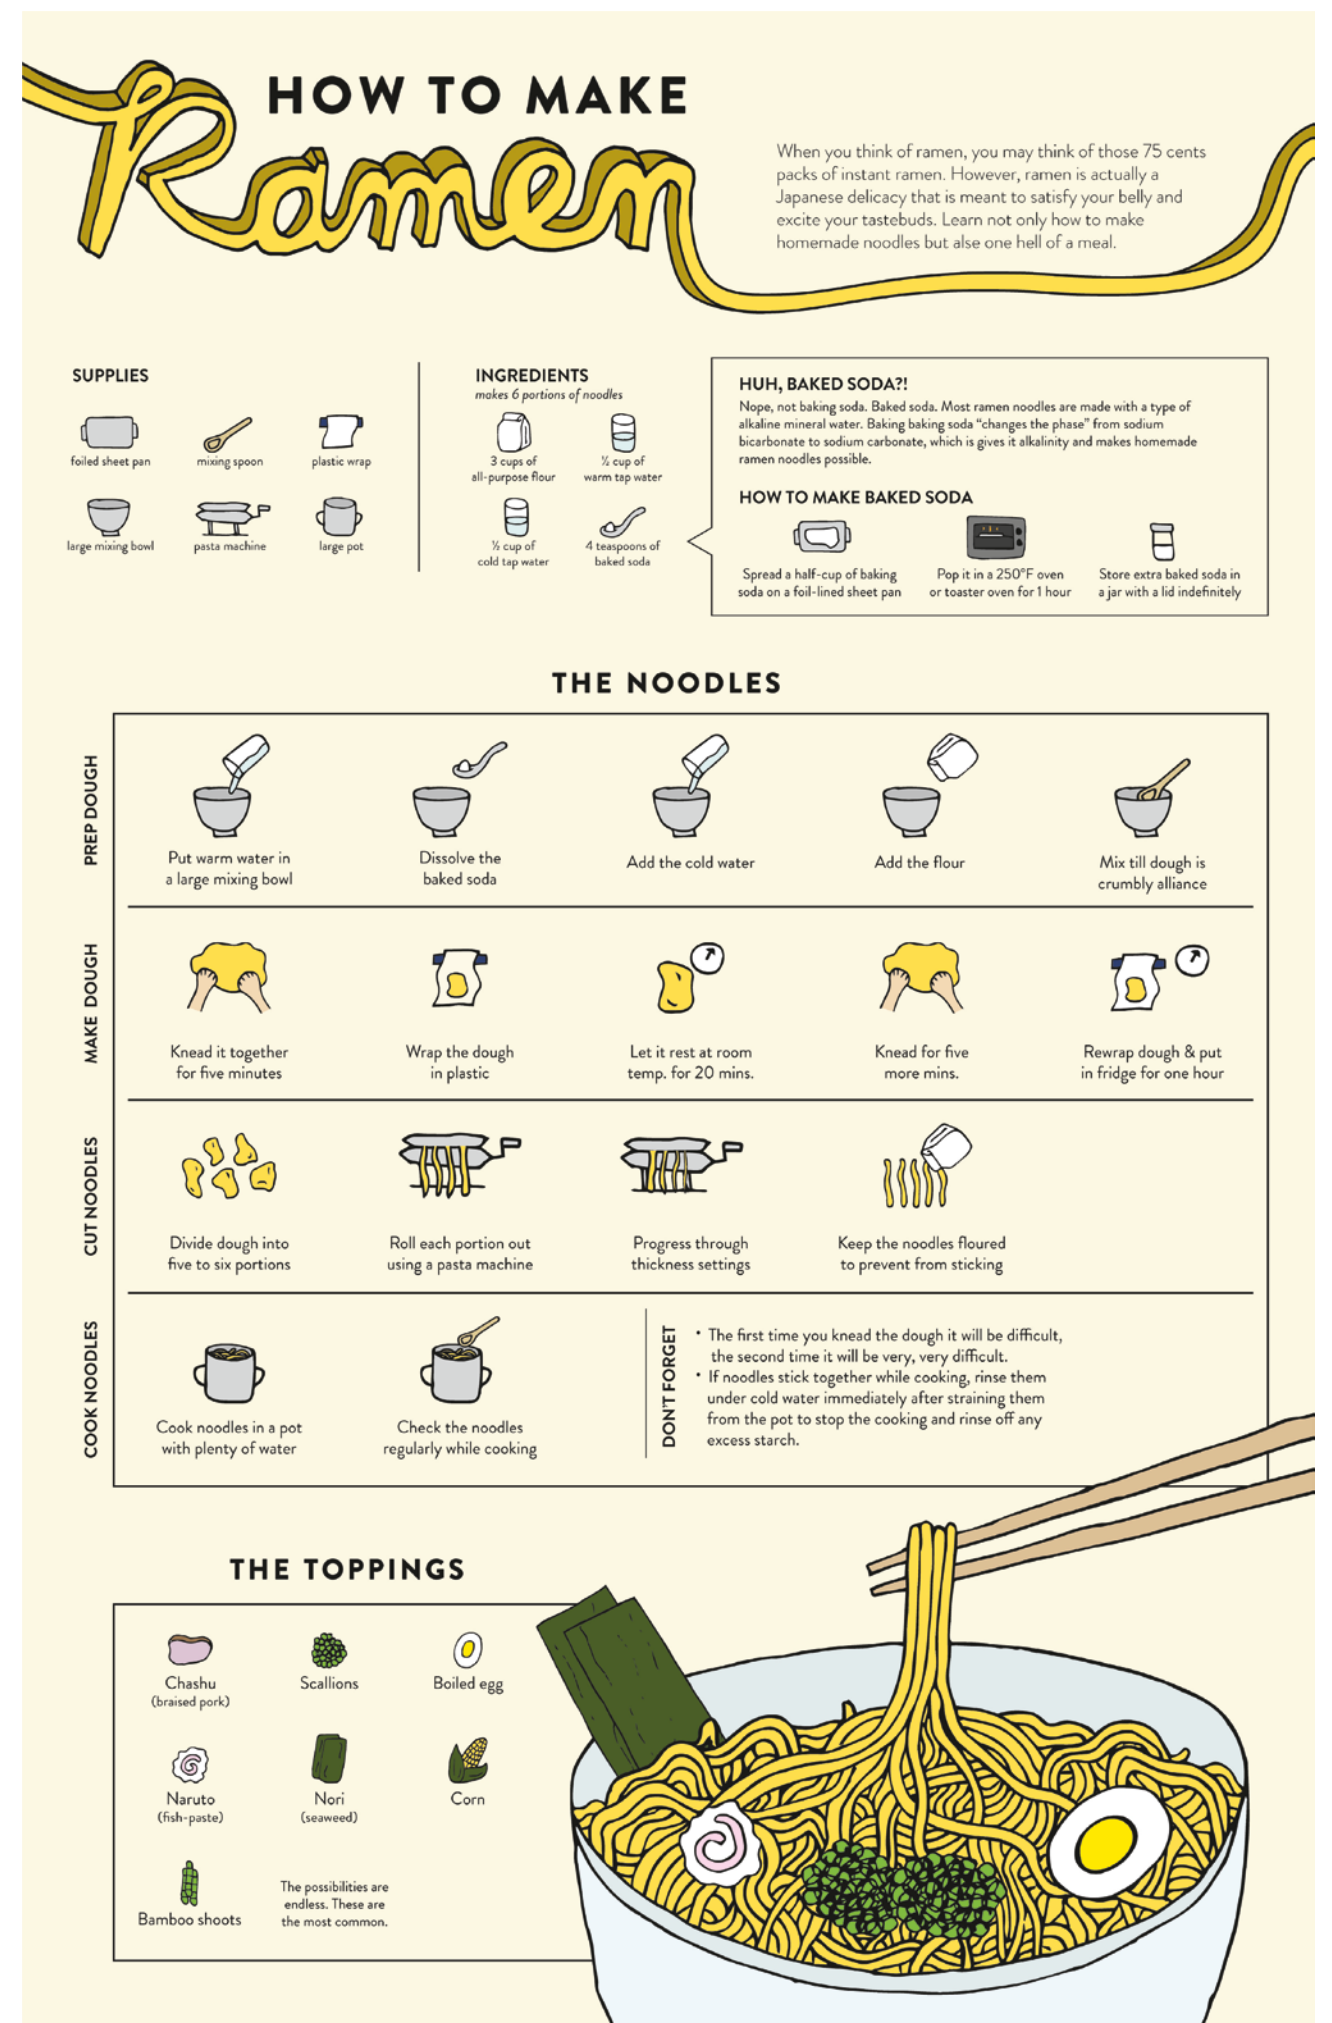 HOW TO MAKE
Ramen
When you think of ramen, you may think of those 75 cents
packs of instant ramen. However, ramen is actually a
Japanese delicacy that is meant to satisfy your belly and
excite your tastebuds. Learn not only how to make
homemade noodles but alse one hell of a meal.
SUPPLIES
foiled sheet pan
mixing spoon
plastic wrap
large mixing bowl
pasta machine
large pot
INGREDIENTS
makes 6 portions of noodles
3 cups of
all-purpose flour
½ cup of
warm tap water
½ cup of
cold tap water
4 teaspoons of
baked soda
HUH, BAKED SODA?!
Nope, not baking soda. Baked soda. Most ramen noodles are made with a type of
alkaline mineral water. Baking baking soda “changes the phase” from sodium
bicarbonate to sodium carbonate, which is gives it alkalinity and makes homemade
ramen noodles possible.
HOW TO MAKE BAKED SODA
Spread a half-cup of baking
soda on a foil-lined sheet pan
Pop it in a 250°F oven
or toaster oven for 1 hour
Store extra baked soda in
a jar with a lid indefinitely
THE NOODLES
PREP DOUGH
Put warm water in
a large mixing bowl
Dissolve the
baked soda
Add the cold water
Add the flour
Mix till dough is
crumbly alliance
MAKE DOUGH
Knead it together
for five minutes
Wrap the dough
in plastic
Let it rest at room
temp. for 20 mins.
Knead for five
more mins.
Rewrap dough & put
in fridge for one hour
CUT NOODLES
Divide dough into
five to six portions
Roll each portion out
using a pasta machine
Progress through
thickness settings
Keep the noodles floured
to prevent from sticking
COOK NOODLES
Cook noodles in a pot
with plenty of water
Check the noodles
regularly while cooking
DON'T FORGET
• The first time you knead the dough it will be difficult,
the second time it will be very, very difficult.
• If noodles stick together while cooking, rinse them
under cold water immediately after straining them
from the pot to stop the cooking and rinse off any
excess starch.
THE TOPPINGS
Chashu
(braised pork)
Scallions
Boiled egg
Naruto
(fish-paste)
Nori
(seaweed)
Corn
Bamboo shoots
The possibilities are
endless. These are
the most common.